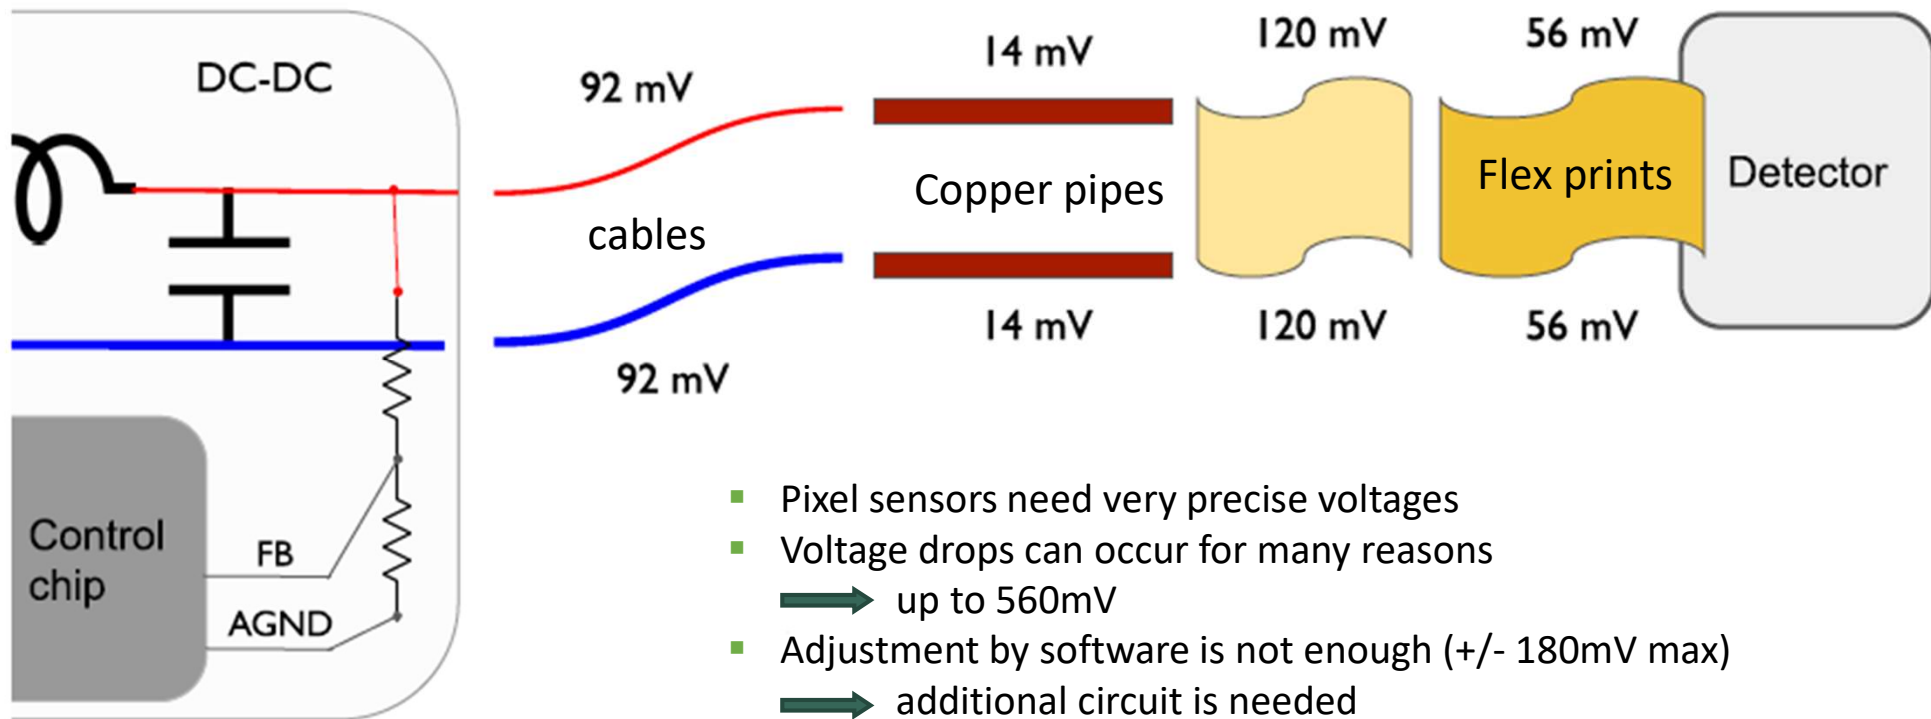 DC-DC
92 mV
14 mV
120 mV
56 mV
cables
Copper pipes
Flex prints
Detector
92 mV
14 mV
120 mV
56 mV
Control
chip
FB
AGND
▪ Pixel sensors need very precise voltages
▪ Voltage drops can occur for many reasons
up to 560mV
▪ Adjustment by software is not enough (+/- 180mV max)
additional circuit is needed